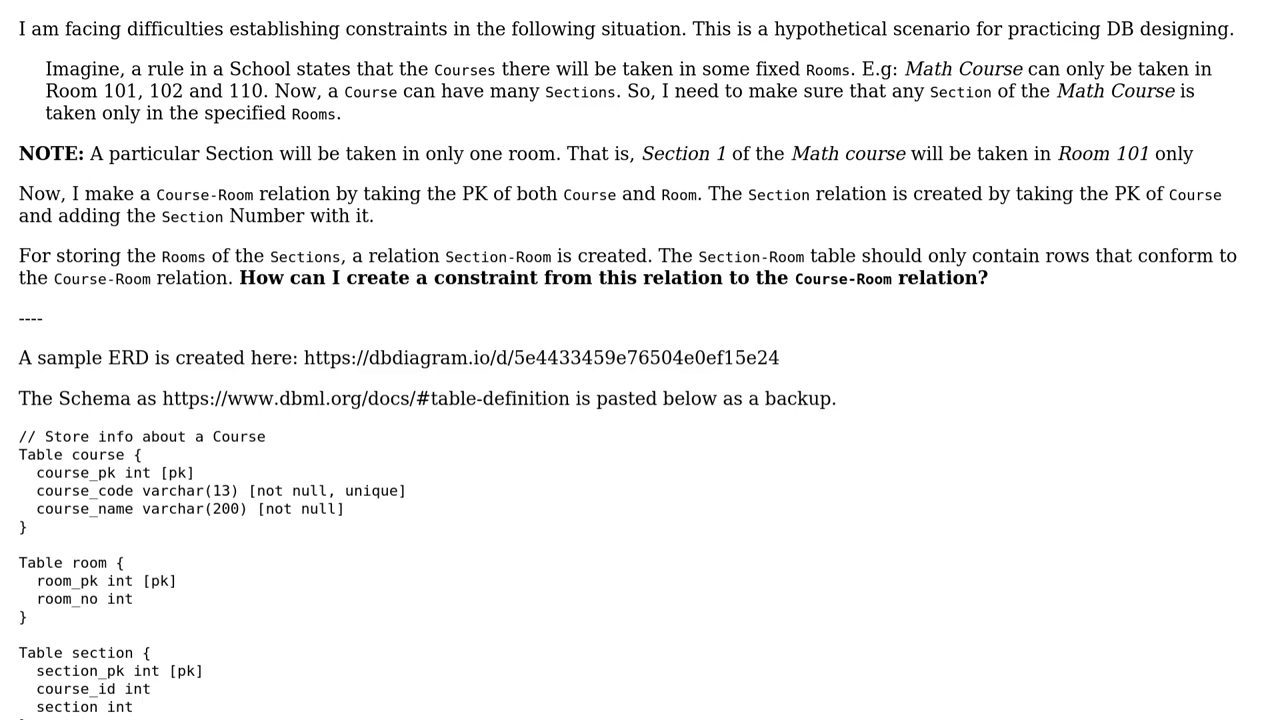 I am facing difficulties establishing constraints in the following situation. This is a hypothetical scenario for practicing DB designing.
Imagine, a rule in a School states that the Courses there will be taken in some fixed Rooms. E.g: Math Course can only be taken in
Room 101, 102 and 110. Now, a Course can have many Sections. So, I need to make sure that any Section of the Math Course is
taken only in the specified Rooms.
NOTE: A particular Section will be taken in only one room. That is, Section 1 of the Math course will be taken in Room 101 only
Now, I make a Course-Room relation by taking the PK of both Course and Room. The Section relation is created by taking the PK of Course
and adding the Section Number with it.
For storing the Rooms of the Sections, a relation Section-Room is created. The Section-Room table should only contain rows that conform to
the Course-Room relation. How can I create a constraint from this relation to the Course-Room relation?
----
A sample ERD is created here: https://dbdiagram.io/d/5e4433459e76504e0ef15e24
The Schema as https://www.dbml.org/docs/#table-definition is pasted below as a backup.
// Store info about a Course
Table course {
  course_pk int [pk]
  course_code varchar(13) [not null, unique]
  course_name varchar(200) [not null]
}
Table room {
  room_pk int [pk]
  room_no int
}
Table section {
  section_pk int [pk]
  course_id int
  section int